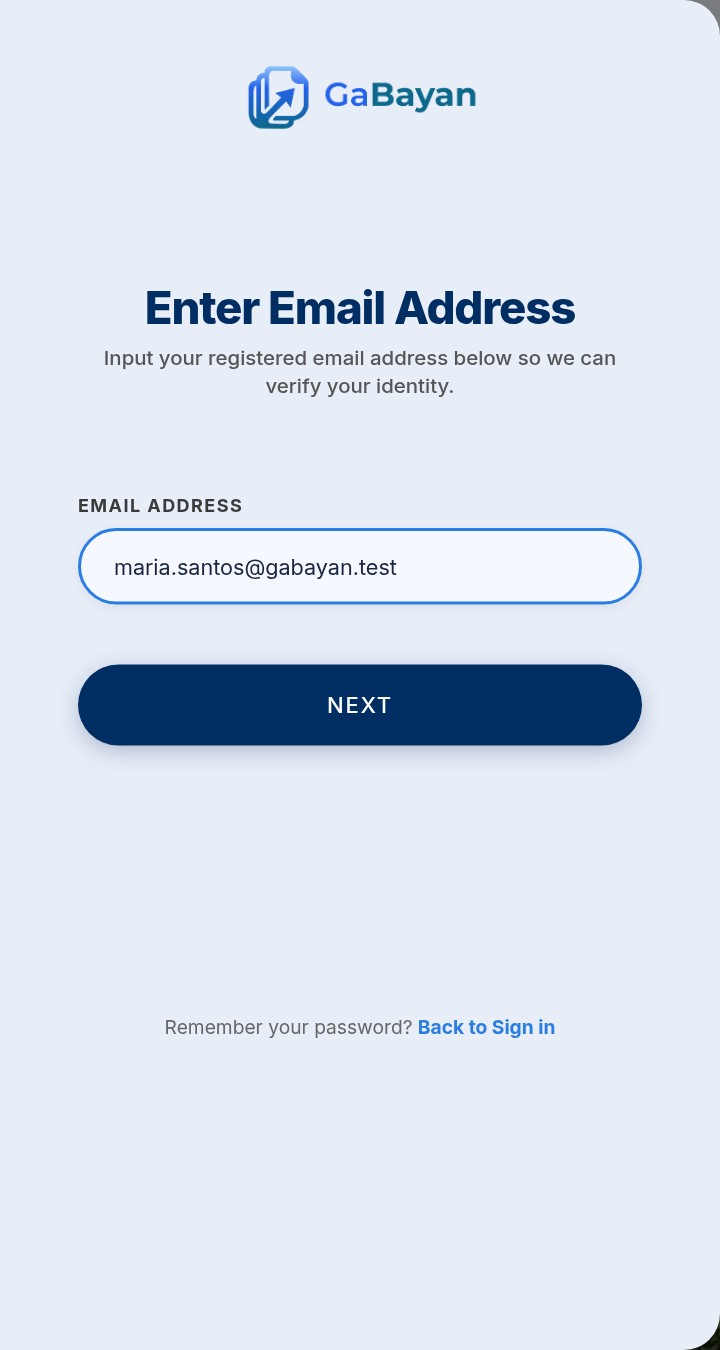 GaBayan
Enter Email Address
Input your registered email address below so we can
verify your identity.
EMAIL ADDRESS
maria.santos@gabayan.test
NEXT
Remember your password? Back to Sign in